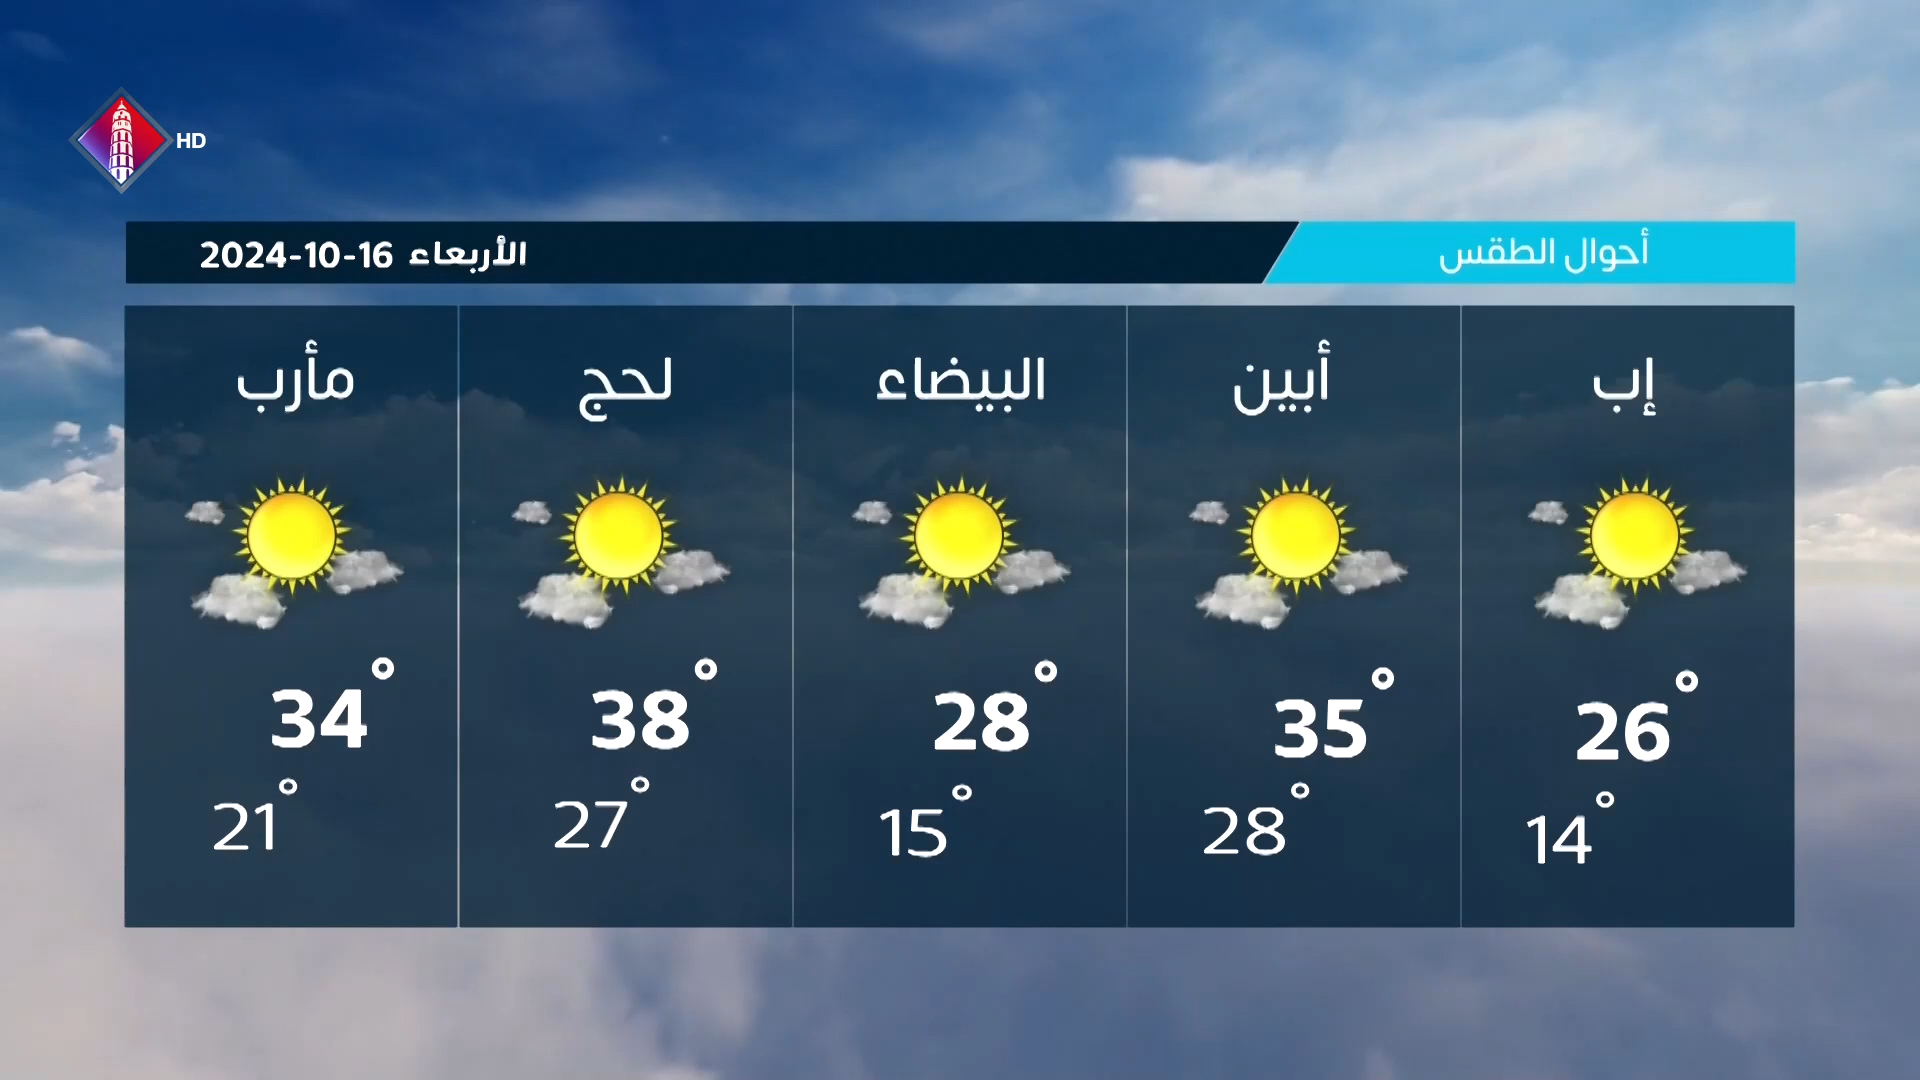 HD
أحوال الطقس
الأربعاء 16-10-2024
إب
أبين
البيضاء
لحج
مأرب
26°
35°
28°
38°
34°
14°
28°
15°
27°
21°